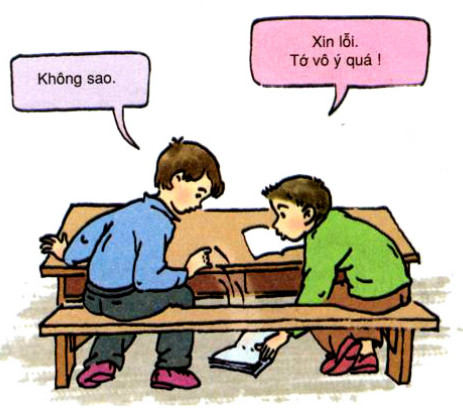 Không sao.
Xin lỗi.
Tớ vô ý quá !